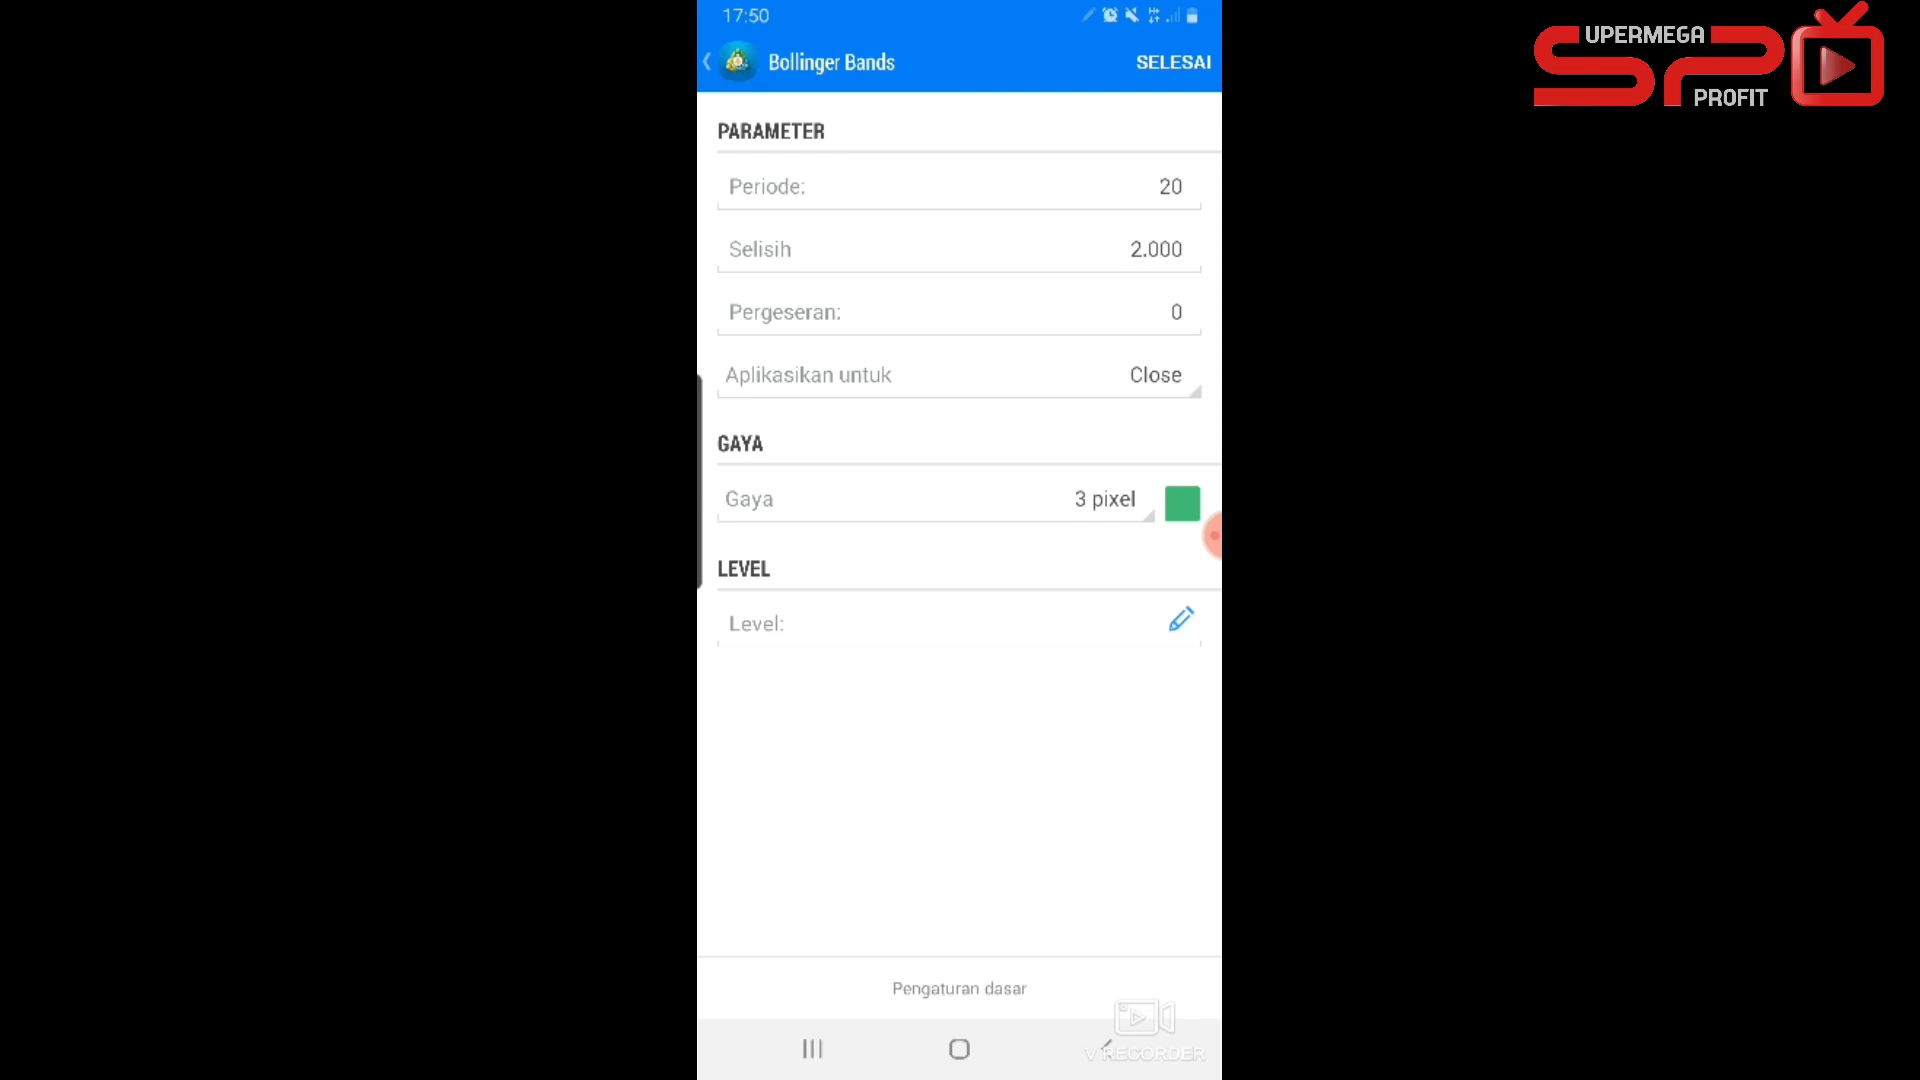 17:50
Bollinger Bands
SELESAI
UPERMEGA
PROFIT
PARAMETER
Periode: 20
Selisih 2.000
Pergeseran: 0
Aplikasikan untuk Close
GAYA
Gaya 3 pixel
LEVEL
Level:
Pengaturan dasar
V RECORDER